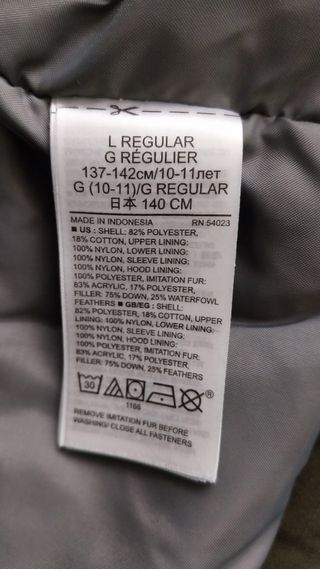 L REGULAR
G RÉGULIER
137-142см/10-11лет
G (10-11)/G REGULAR
日本 140 CM
MADE IN INDONESIA RN 54023
■ US : SHELL: 82% POLYESTER,
18% COTTON, UPPER LINING:
100% NYLON, LOWER LINING:
100% NYLON, SLEEVE LINING:
100% NYLON, HOOD LINING:
100% POLYESTER, IMITATION FUR:
83% ACRYLIC, 17% POLYESTER,
FILLER: 75% DOWN, 25% WATERFOWL
FEATHERS ■ GB/EG : SHELL:
82% POLYESTER, 18% COTTON, UPPER
LINING: 100% NYLON, LOWER LINING:
100% NYLON, SLEEVE LINING:
100% NYLON, HOOD LINING:
100% POLYESTER, IMITATION FUR:
83% ACRYLIC, 17% POLYESTER,
FILLER: 75% DOWN, 25% FEATHERS
30 ®
1166
REMOVE IMITATION FUR BEFORE
WASHING/ CLOSE ALL FASTENERS